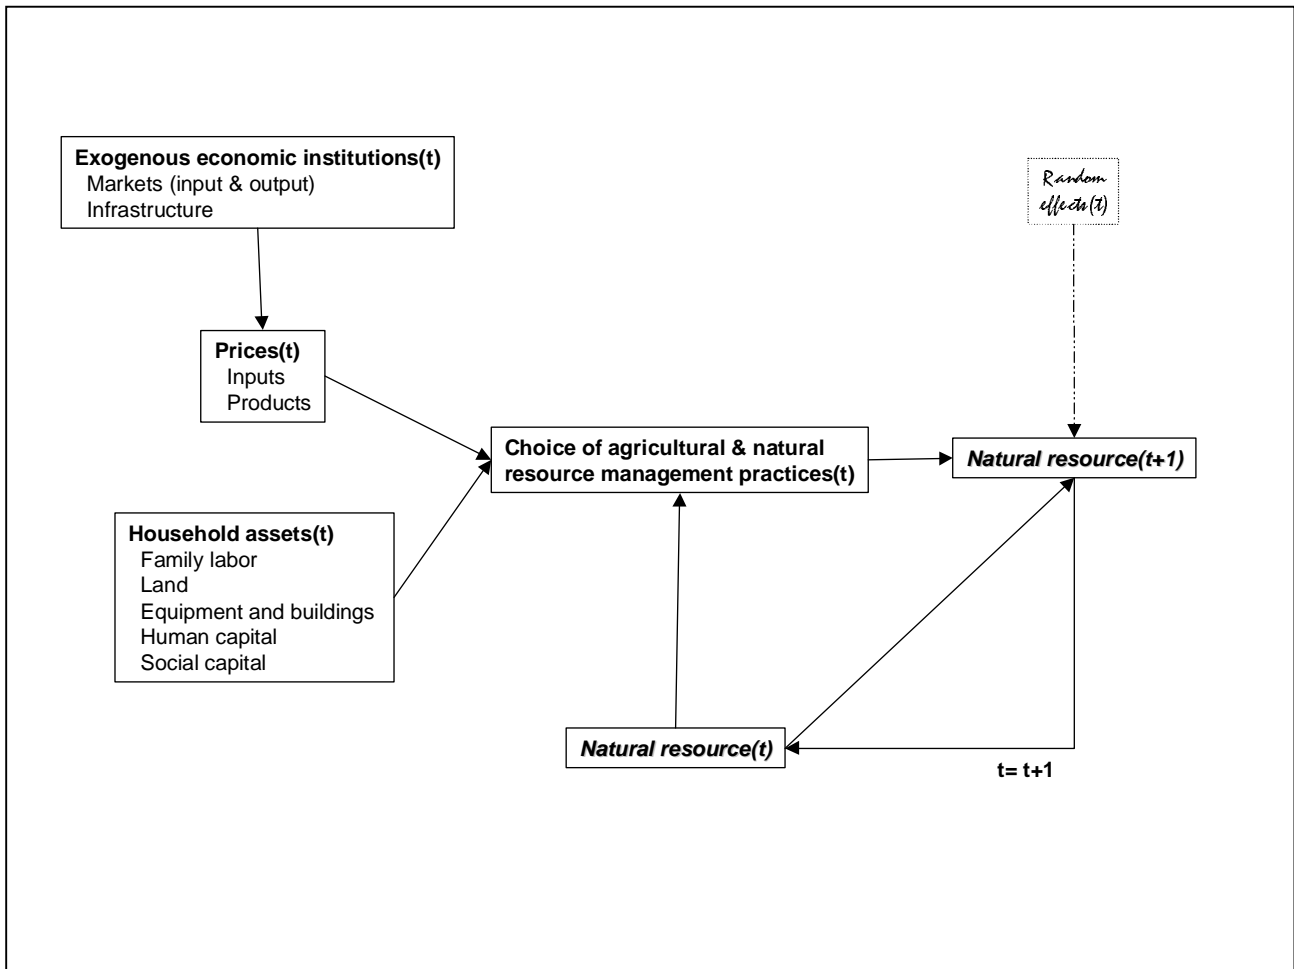 Exogenous economic institutions(t)
Markets (input & output)
Infrastructure
Random
effects(t)
Prices(t)
Inputs
Products
Choice of agricultural & natural
resource management practices(t)
Natural resource(t+1)
Household assets(t)
Family labor
Land
Equipment and buildings
Human capital
Social capital
Natural resource(t)
t= t+1